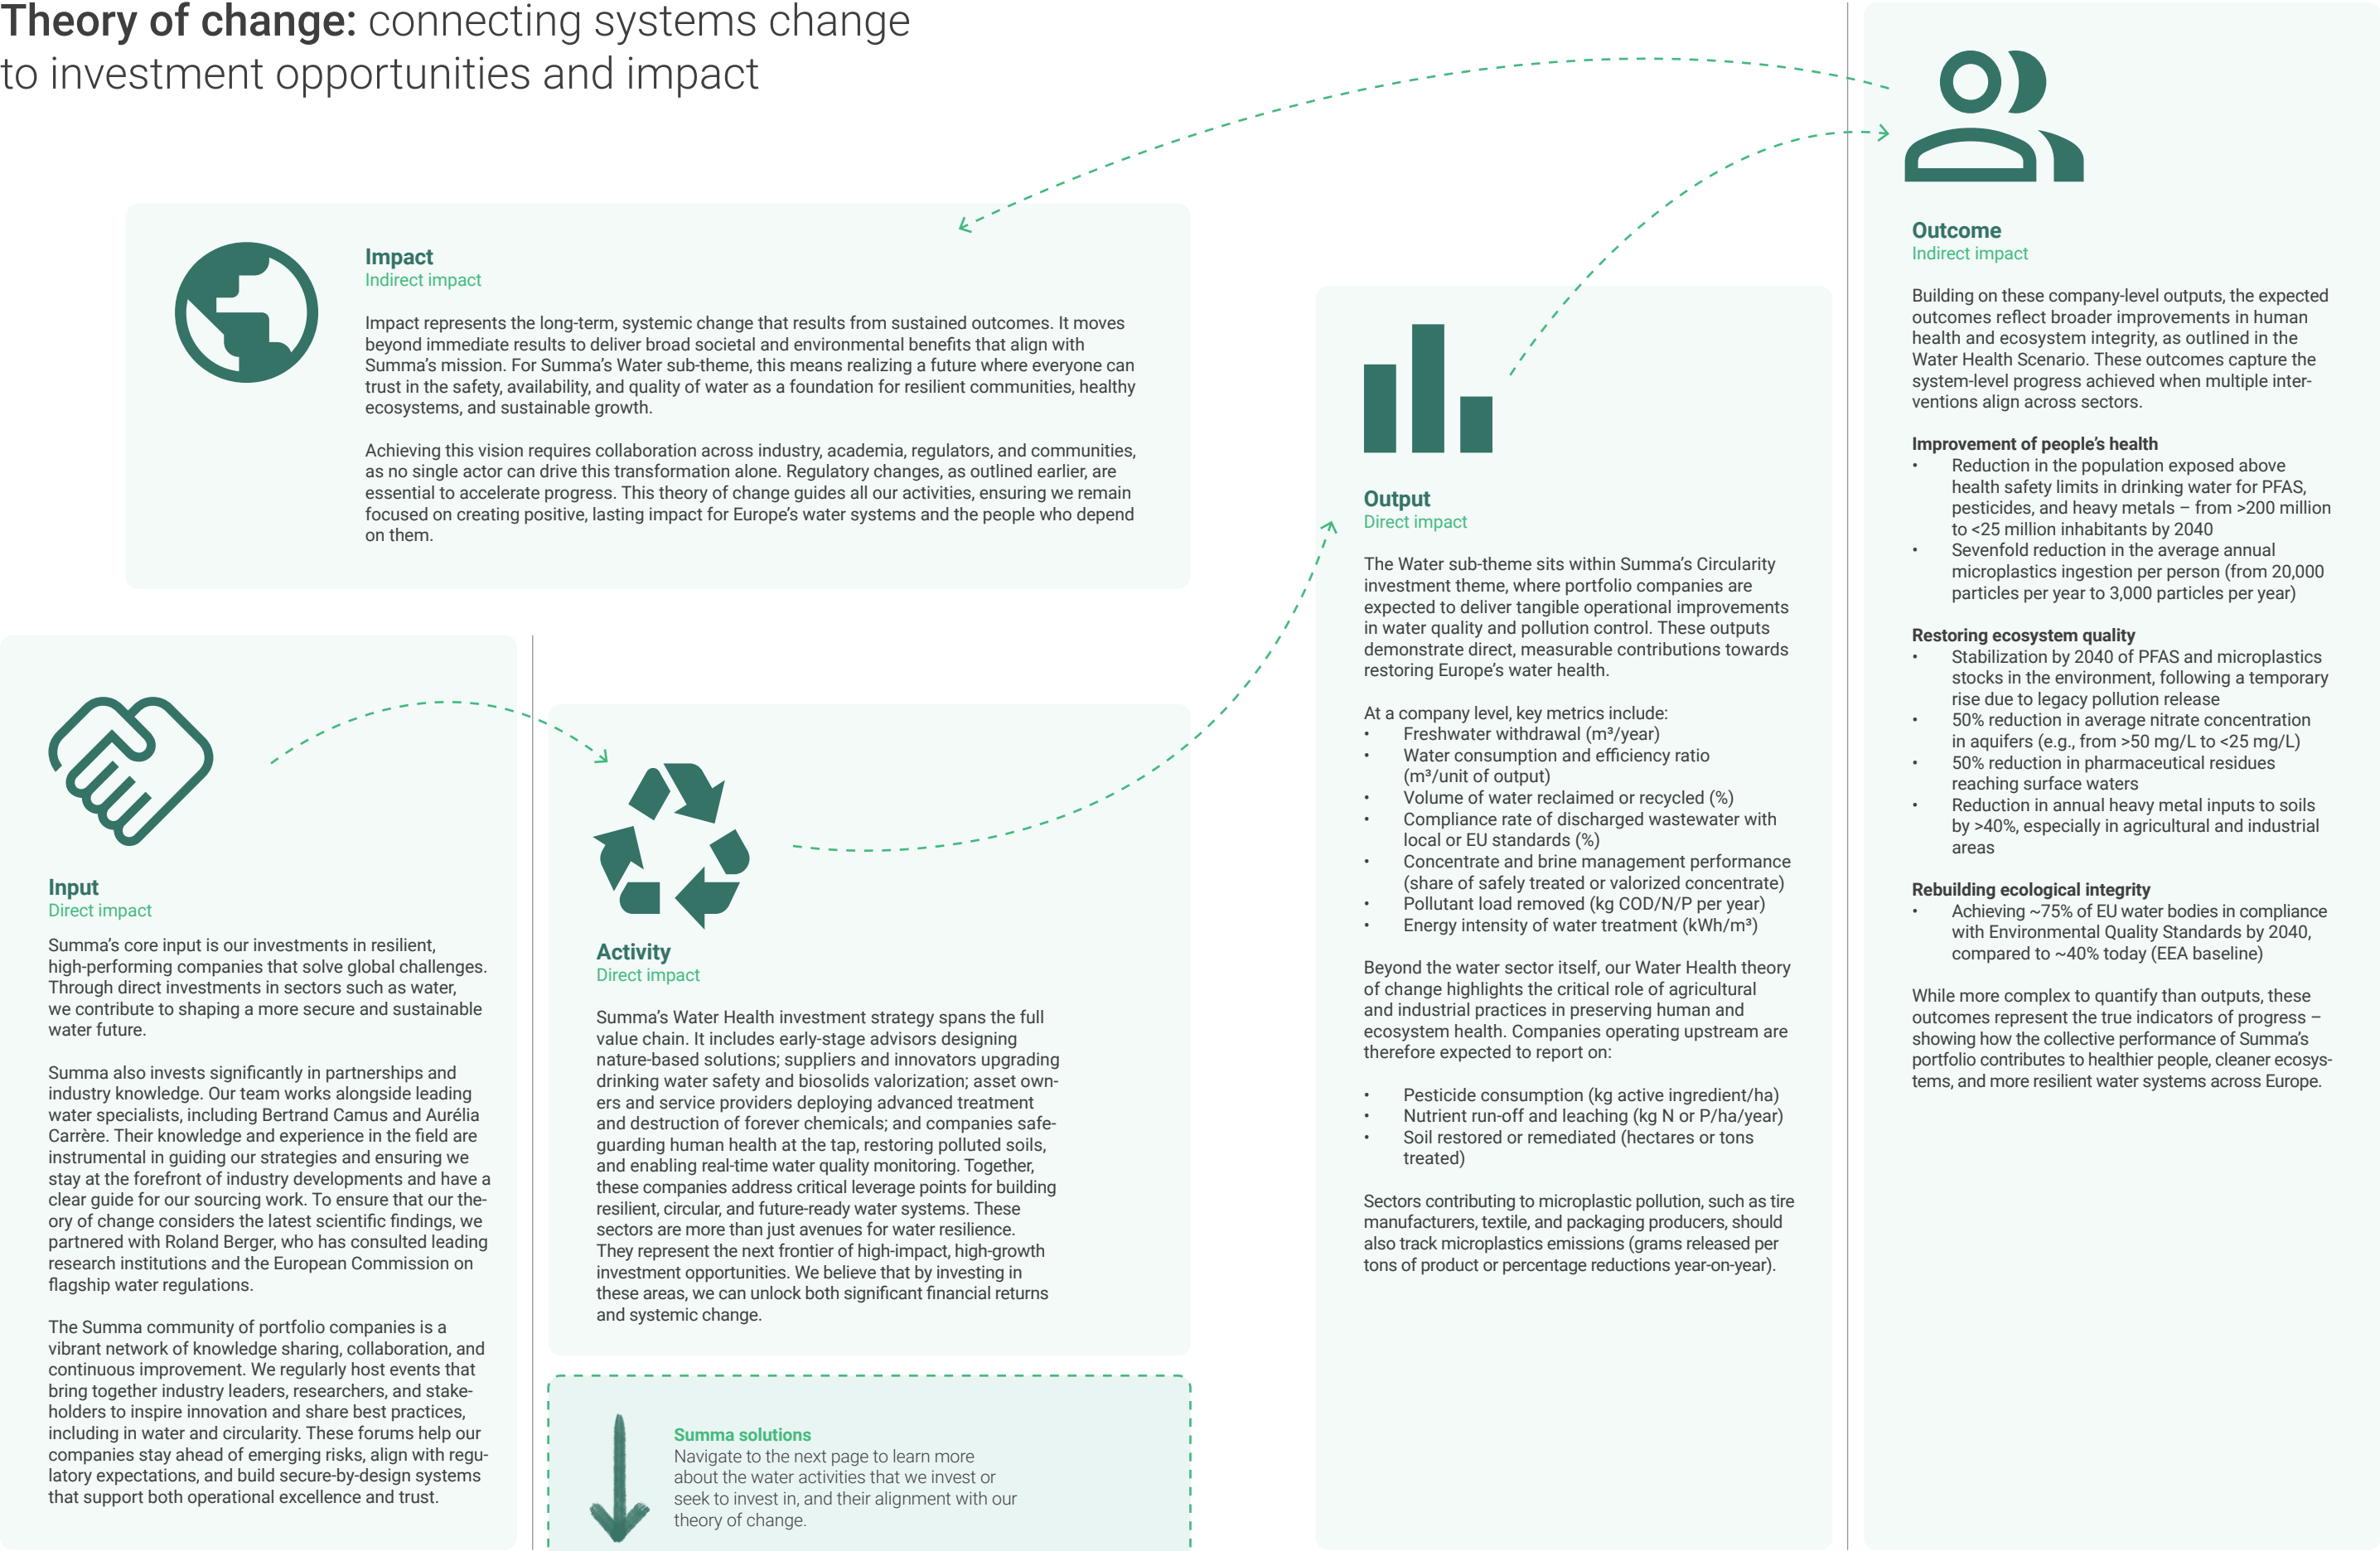 Theory of change: connecting systems change
to investment opportunities and impact
Impact
Indirect impact
Impact represents the long-term, systemic change that results from sustained outcomes. It moves
beyond immediate results to deliver broad societal and environmental benefits that align with
Summa's mission. For Summa's Water sub-theme, this means realizing a future where everyone can
trust in the safety, availability, and quality of water as a foundation for resilient communities, healthy
ecosystems, and sustainable growth.
Achieving this vision requires collaboration across industry, academia, regulators, and communities,
as no single actor can drive this transformation alone. Regulatory changes, as outlined earlier, are
essential to accelerate progress. This theory of change guides all our activities, ensuring we remain
focused on creating positive, lasting impact for Europe's water systems and the people who depend
on them.
Input
Direct impact
Summa's core input is our investments in resilient,
high-performing companies that solve global challenges.
Through direct investments in sectors such as water,
we contribute to shaping a more secure and sustainable
water future.
Summa also invests significantly in partnerships and
industry knowledge. Our team works alongside leading
water specialists, including Bertrand Camus and Aurélia
Carrère. Their knowledge and experience in the field are
instrumental in guiding our strategies and ensuring we
stay at the forefront of industry developments and have a
clear guide for our sourcing work. To ensure that our the-
ory of change considers the latest scientific findings, we
partnered with Roland Berger, who has consulted leading
research institutions and the European Commission on
flagship water regulations.
The Summa community of portfolio companies is a
vibrant network of knowledge sharing, collaboration, and
continuous improvement. We regularly host events that
bring together industry leaders, researchers, and stake-
holders to inspire innovation and share best practices,
including in water and circularity. These forums help our
companies stay ahead of emerging risks, align with regu-
latory expectations, and build secure-by-design systems
that support both operational excellence and trust.
Activity
Direct impact
Summa's Water Health investment strategy spans the full
value chain. It includes early-stage advisors designing
nature-based solutions; suppliers and innovators upgrading
drinking water safety and biosolids valorization; asset own-
ers and service providers deploying advanced treatment
and destruction of forever chemicals; and companies safe-
guarding human health at the tap, restoring polluted soils,
and enabling real-time water quality monitoring. Together,
these companies address critical leverage points for building
resilient, circular, and future-ready water systems. These
sectors are more than just avenues for water resilience.
They represent the next frontier of high-impact, high-growth
investment opportunities. We believe that by investing in
these areas, we can unlock both significant financial returns
and systemic change.
Summa solutions
Navigate to the next page to learn more
about the water activities that we invest or
seek to invest in, and their alignment with our
theory of change.
Output
Direct impact
The Water sub-theme sits within Summa's Circularity
investment theme, where portfolio companies are
expected to deliver tangible operational improvements
in water quality and pollution control. These outputs
demonstrate direct, measurable contributions towards
restoring Europe's water health.
At a company level, key metrics include:
• Freshwater withdrawal (m³/year)
• Water consumption and efficiency ratio
(m³/unit of output)
• Volume of water reclaimed or recycled (%)
• Compliance rate of discharged wastewater with
local or EU standards (%)
• Concentrate and brine management performance
(share of safely treated or valorized concentrate)
• Pollutant load removed (kg COD/N/P per year)
• Energy intensity of water treatment (kWh/m³)
Beyond the water sector itself, our Water Health theory
of change highlights the critical role of agricultural
and industrial practices in preserving human and
ecosystem health. Companies operating upstream are
therefore expected to report on:
• Pesticide consumption (kg active ingredient/ha)
• Nutrient run-off and leaching (kg N or P/ha/year)
• Soil restored or remediated (hectares or tons
treated)
Sectors contributing to microplastic pollution, such as tire
manufacturers, textile, and packaging producers, should
also track microplastics emissions (grams released per
tons of product or percentage reductions year-on-year).
Outcome
Indirect impact
Building on these company-level outputs, the expected
outcomes reflect broader improvements in human
health and ecosystem integrity, as outlined in the
Water Health Scenario. These outcomes capture the
system-level progress achieved when multiple inter-
ventions align across sectors.
Improvement of people's health
• Reduction in the population exposed above
health safety limits in drinking water for PFAS,
pesticides, and heavy metals – from >200 million
to <25 million inhabitants by 2040
• Sevenfold reduction in the average annual
microplastics ingestion per person (from 20,000
particles per year to 3,000 particles per year)
Restoring ecosystem quality
• Stabilization by 2040 of PFAS and microplastics
stocks in the environment, following a temporary
rise due to legacy pollution release
• 50% reduction in average nitrate concentration
in aquifers (e.g., from >50 mg/L to <25 mg/L)
• 50% reduction in pharmaceutical residues
reaching surface waters
• Reduction in annual heavy metal inputs to soils
by >40%, especially in agricultural and industrial
areas
Rebuilding ecological integrity
• Achieving ~75% of EU water bodies in compliance
with Environmental Quality Standards by 2040,
compared to ~40% today (EEA baseline)
While more complex to quantify than outputs, these
outcomes represent the true indicators of progress –
showing how the collective performance of Summa's
portfolio contributes to healthier people, cleaner ecosys-
tems, and more resilient water systems across Europe.